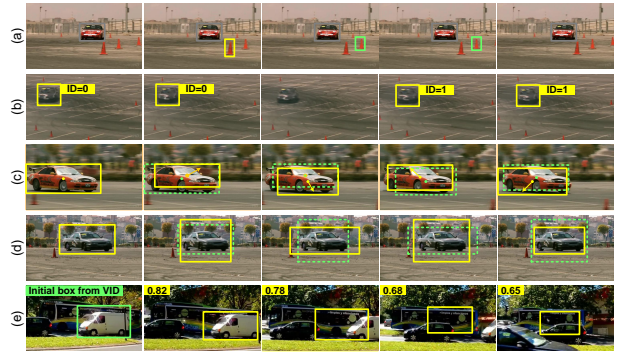 (a)
(b)
ID=0
ID=0
ID=1
ID=1
(c)
(d)
(e)
Initial box from VID
0.82
0.78
0.68
0.65